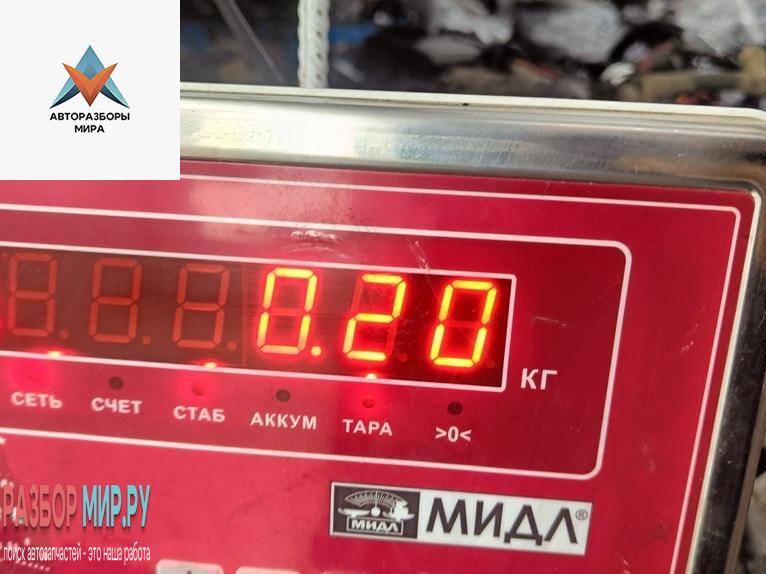 АВТОРАЗБОРЫ
МИРА
0.20
КГ
СЕТЬ СЧЕТ СТАБ АККУМ ТАРА >0<
МИДЛ МИДЛ®
РАЗБОР МИР.РУ
поиск автозапчастей - это наша работа